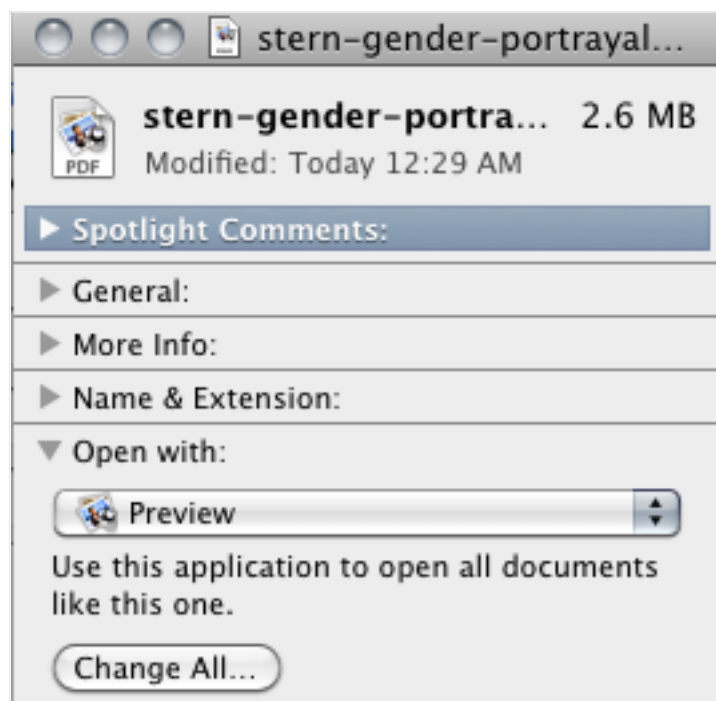 stern-gender-portrayal...
stern-gender-portra... 2.6 MB
PDF
Modified: Today 12:29 AM
Spotlight Comments:
General:
More Info:
Name & Extension:
Open with:
Preview
Use this application to open all documents
like this one.
Change All...